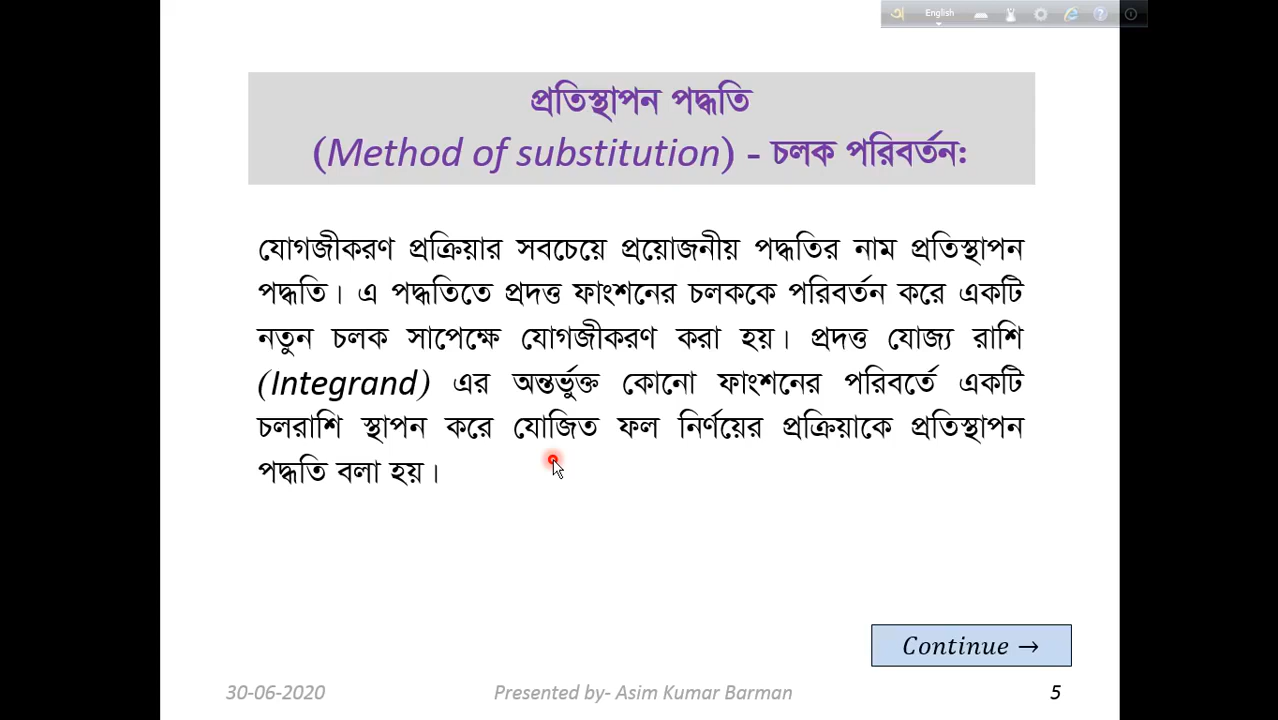 English
প্রতিস্থাপন পদ্ধতি
(Method of substitution) - চলক পরিবর্তন:
যোগজীকরণ প্রক্রিয়ার সবচেয়ে প্রয়োজনীয় পদ্ধতির নাম প্রতিস্থাপন
পদ্ধতি। এ পদ্ধতিতে প্রদত্ত ফাংশনের চলককে পরিবর্তন করে একটি
নতুন চলক সাপেক্ষে যোগজীকরণ করা হয়। প্রদত্ত যোজ্য রাশি
(Integrand) এর অন্তর্ভুক্ত কোনো ফাংশনের পরিবর্তে একটি
চলরাশি স্থাপন করে যোজিত ফল নির্ণয়ের প্রক্রিয়াকে প্রতিস্থাপন
পদ্ধতি বলা হয়।
Continue →
30-06-2020 Presented by- Asim Kumar Barman 5